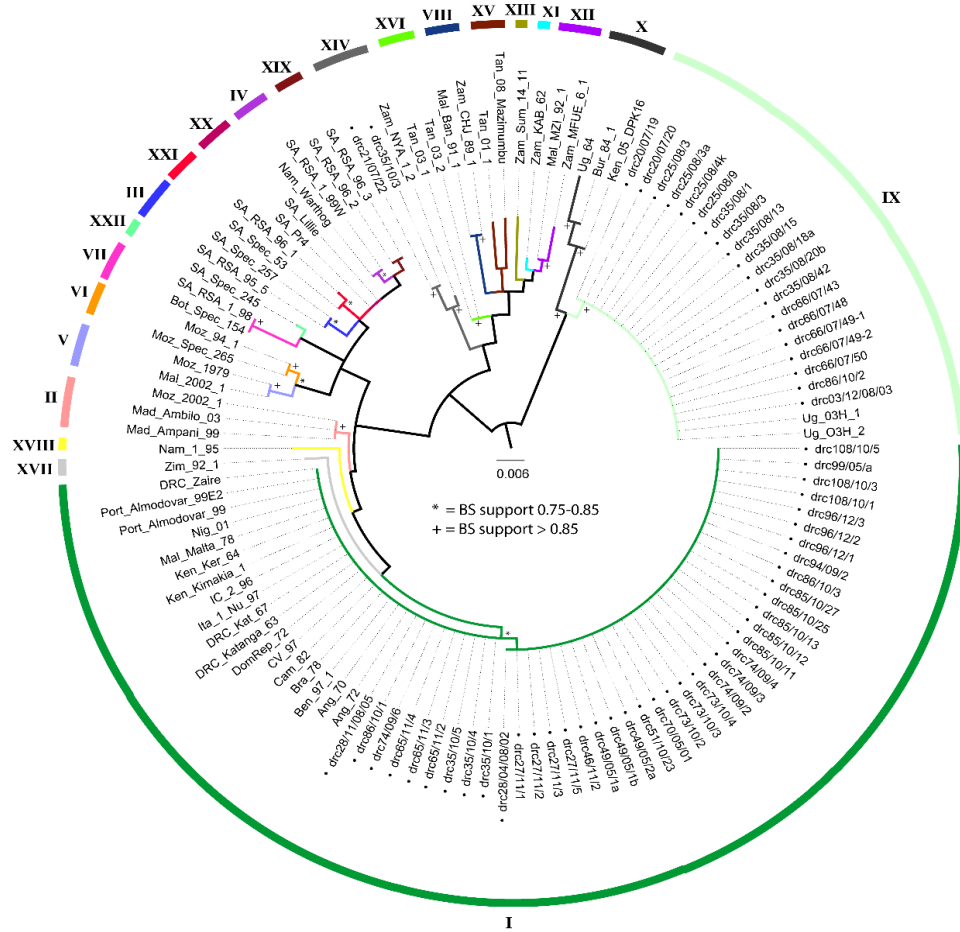 XIX
XIV
XVI
VIII
XV
XIII
XI
XII
X
IX
I
XVII
XVIII
II
V
VI
VII
XXII
III
XXI
XX
IV
Mad_Ampani_99
Mad_Ambilo_03
Moz_2002_1
Mal_2002_1
Moz_1979
Moz_Spec_265
Moz_94_1
Bot_Spec_154
SA_RSA_1_98
SA_Spec_245
SA_RSA_95_5
SA_Spec_257
SA_Spec_53
SA_RSA_96_1
SA_Pr4
SA_Lillie
Nam_Warthog
SA_RSA_1_99W
SA_RSA_96_2
SA_RSA_96_3
drc21/07/22
drc35/10/3
Zam_NYA_1_2
Tan_03_1
Tan_03_2
Mal_Ban_91_1
Zam_CHJ_89_1
Tan_01_1
Tan_08_Mazimumbu
Zam_Sum_14_11
Zam_KAB_62
Mal_MZI_92_1
Zam_MFUE_6_1
Ug_64
Bur_84_1
Ken_05_DPK16
drc20/07/19
drc20/07/20
drc25/08/3
drc25/08/3a
drc25/08/4k
drc25/08/9
drc35/08/1
drc35/08/3
drc35/08/13
drc35/08/15
drc35/08/18a
drc35/08/20b
drc35/08/42
drc66/07/43
drc66/07/48
drc66/07/49-1
drc66/07/49-2
drc66/07/50
drc86/10/2
drc03/12/08/03
Ug_03H_1
Ug_O3H_2
drc108/10/5
drc99/05/a
drc108/10/3
drc108/10/1
drc96/12/3
drc96/12/2
drc96/12/1
drc94/09/2
drc86/10/3
drc85/10/27
drc85/10/25
drc85/10/13
drc85/10/12
drc85/10/11
drc74/09/4
drc74/09/3
drc74/09/2
drc73/10/4
drc73/10/3
drc73/10/2
drc70/05/01
drc51/10/23
drc49/05/2a
drc49/05/1b
drc49/05/1a
drc46/11/2
drc27/11/5
drc27/11/3
drc27/11/2
drc27/11/1
drc28/04/08/02
drc35/10/1
drc35/10/4
drc35/10/5
drc65/11/2
drc65/11/3
drc65/11/4
drc74/09/6
drc86/10/1
drc28/11/08/05
Ang_72
Ang_70
Ben_97_1
Bra_78
Cam_82
CV_97
DomRep_72
DRC_Katanga_63
DRC_Kat_67
Ita_1_Nu_97
IC_2_96
Ken_Kirnakia_1
Ken_Ker_64
Mal_Malta_78
Nig_01
Port_Almodovar_99
Port_Almodovar_99E2
DRC_Zaire
Zim_92_1
Nam_1_95
0.006
* = BS support 0.75-0.85
+ = BS support > 0.85